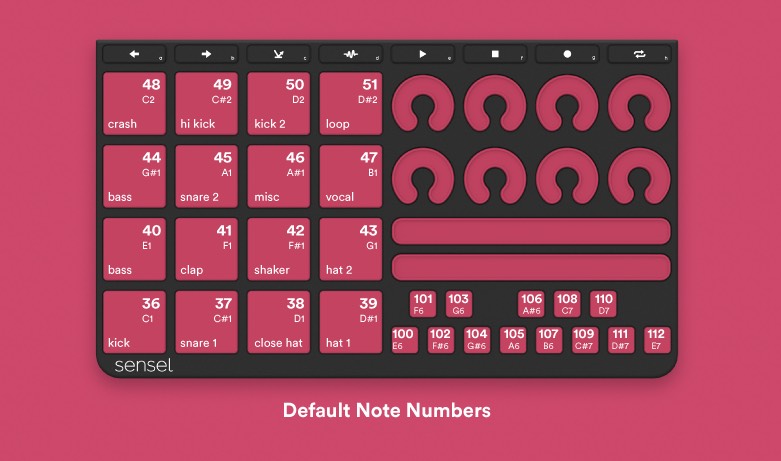 a b c d e f g h
48 49 50 51
C2 C#2 D2 D#2
crash hi kick kick 2 loop
44 45 46 47
G#1 A1 A#1 B1
bass snare 2 misc vocal
40 41 42 43
E1 F1 F#1 G1
bass clap shaker hat 2
36 37 38 39
C1 C#1 D1 D#1
kick snare 1 close hat hat 1
101 103 106 108 110
F6 G6 A#6 C7 D7
100 102 104 105 107 109 111 112
E6 F#6 G#6 A6 B6 C#7 D#7 E7
sensel
Default Note Numbers